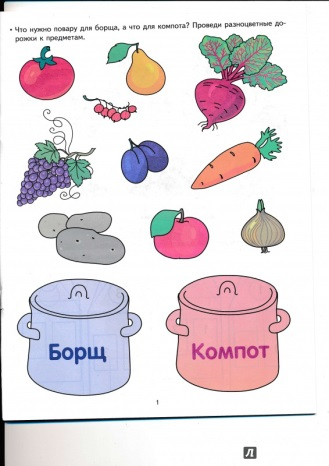 • Что нужно повару для борща, а что для компота? Проведи разноцветные до-
рожки к предметам.
Борщ
Компот
1
Л